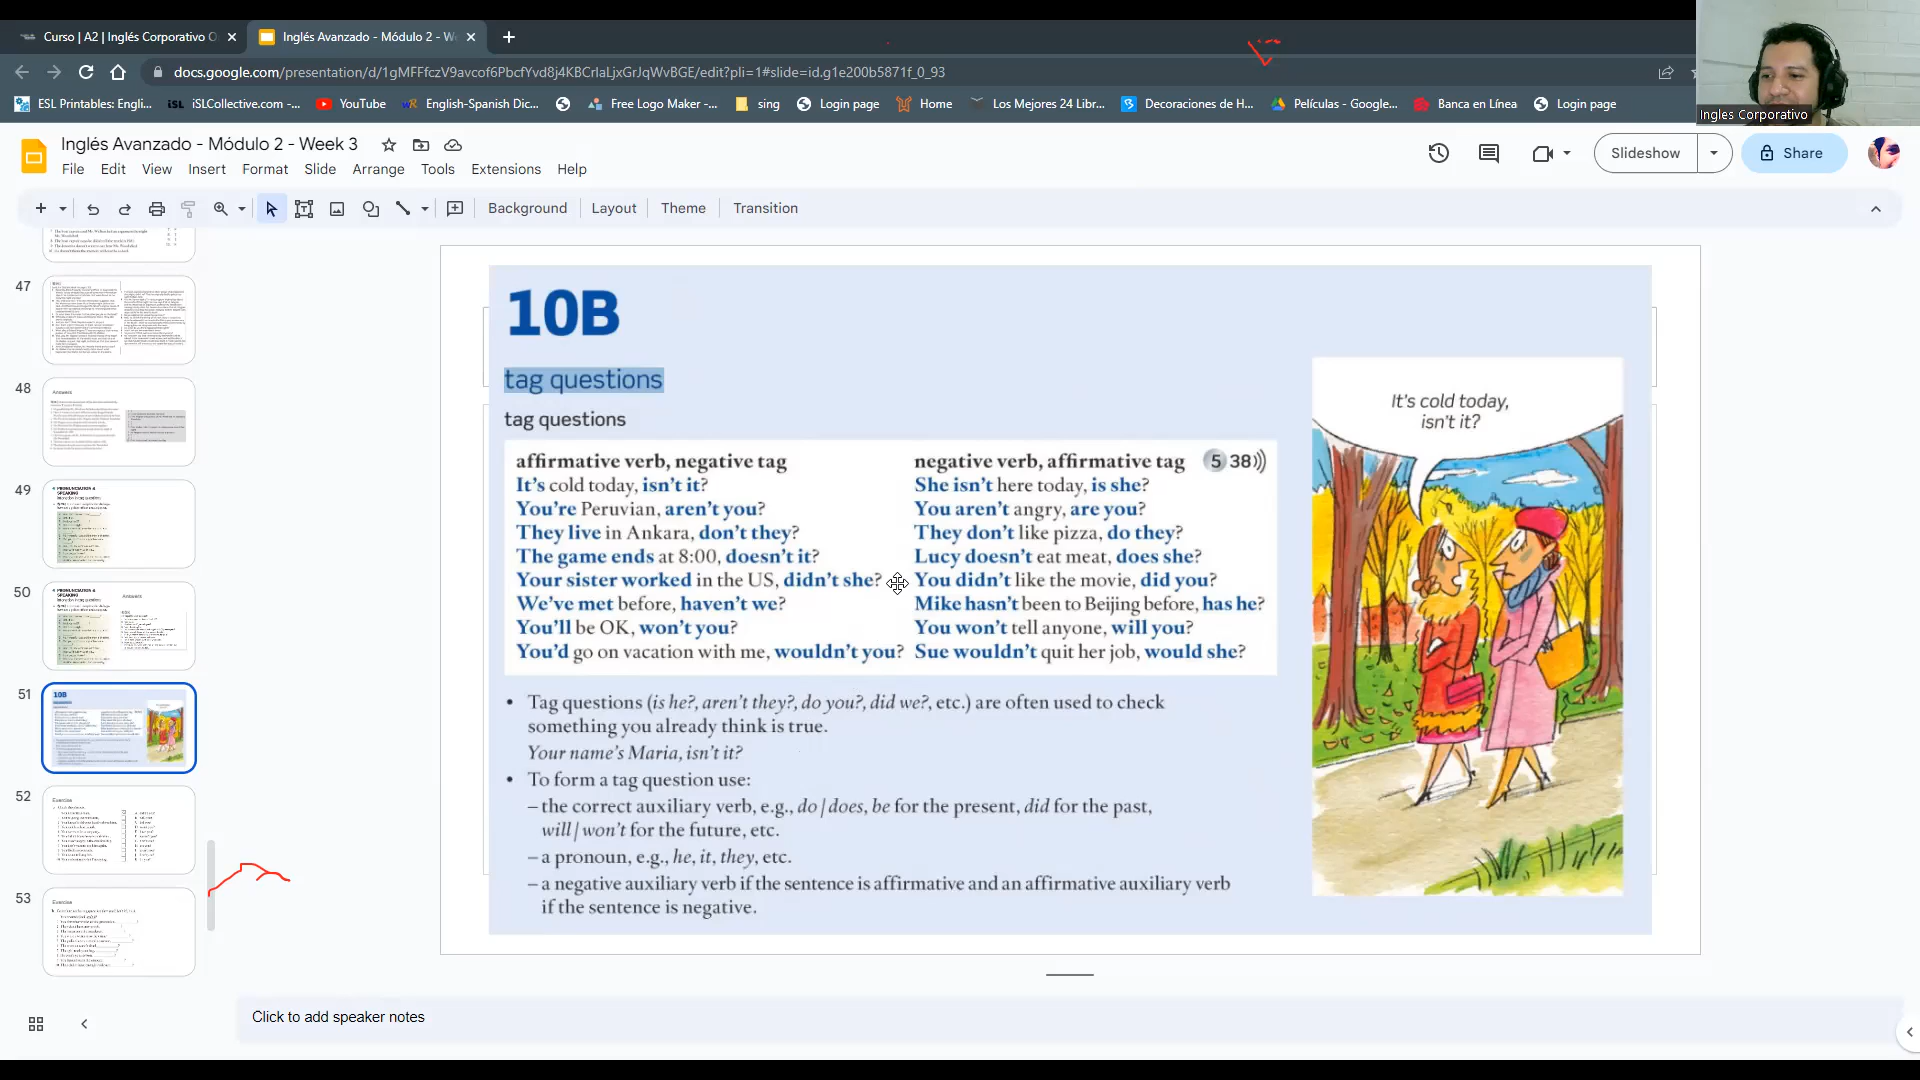 Curso | A2 | Inglés Corporativo O
Inglés Avanzado - Módulo 2 - We
docs.google.com/presentation/d/1gMFFfczV9avcof6PbcfYvd8j4KBCrIaLjxGrJqWvBGE/edit?pli=1#slide=id.g1e200b5871f_0_93
ESL Printables: Engli...
iSLCollective.com -...
YouTube
English-Spanish Dic...
Free Logo Maker -...
sing
Login page
Home
Los Mejores 24 Libr...
Decoraciones de H...
Películas - Google...
Banca en Línea
Login page
Ingles Corporativo
Inglés Avanzado - Módulo 2 - Week 3
File Edit View Insert Format Slide Arrange Tools Extensions Help
Slideshow
Share
Background
Layout
Theme
Transition
47
48
Answers
49
PRONUNCIATION &
SPEAKING
50
PRONUNCIATION &
SPEAKING
Answers
51
10B
52
Exercise
53
Exercise
10B
tag questions
tag questions
affirmative verb, negative tag
It's cold today, isn't it?
You're Peruvian, aren't you?
They live in Ankara, don't they?
The game ends at 8:00, doesn't it?
Your sister worked in the US, didn't she?
We've met before, haven't we?
You'll be OK, won't you?
You'd go on vacation with me, wouldn't you?
negative verb, affirmative tag 5 38))
She isn't here today, is she?
You aren't angry, are you?
They don't like pizza, do they?
Lucy doesn't eat meat, does she?
You didn't like the movie, did you?
Mike hasn't been to Beijing before, has he?
You won't tell anyone, will you?
Sue wouldn't quit her job, would she?
• Tag questions (is he?, aren't they?, do you?, did we?, etc.) are often used to check
something you already think is true.
Your name's Maria, isn't it?
• To form a tag question use:
– the correct auxiliary verb, e.g., do / does, be for the present, did for the past,
will / won't for the future, etc.
– a pronoun, e.g., he, it, they, etc.
– a negative auxiliary verb if the sentence is affirmative and an affirmative auxiliary verb
if the sentence is negative.
It's cold today,
isn't it?
Click to add speaker notes